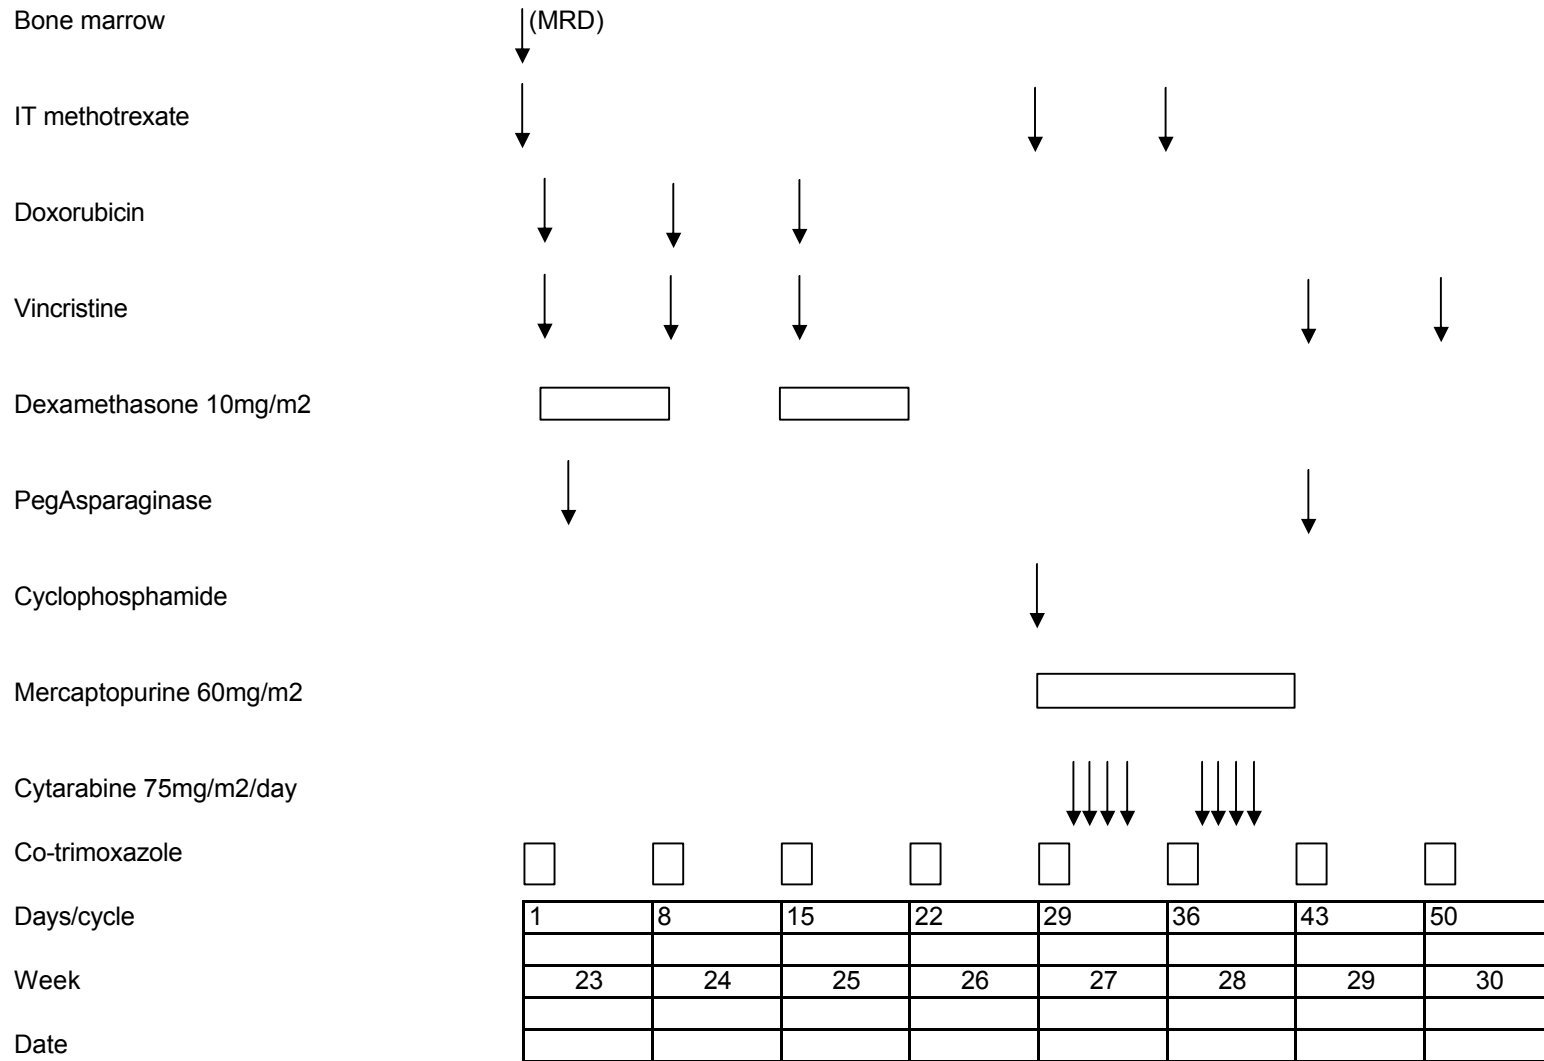 Bone marrow (MRD)
IT methotrexate
Doxorubicin
Vincristine
Dexamethasone 10mg/m2
PegAsparaginase
Cyclophosphamide
Mercaptopurine 60mg/m2
Cytarabine 75mg/m2/day
Co-trimoxazole
Days/cycle 1 8 15 22 29 36 43 50
Week 23 24 25 26 27 28 29 30
Date